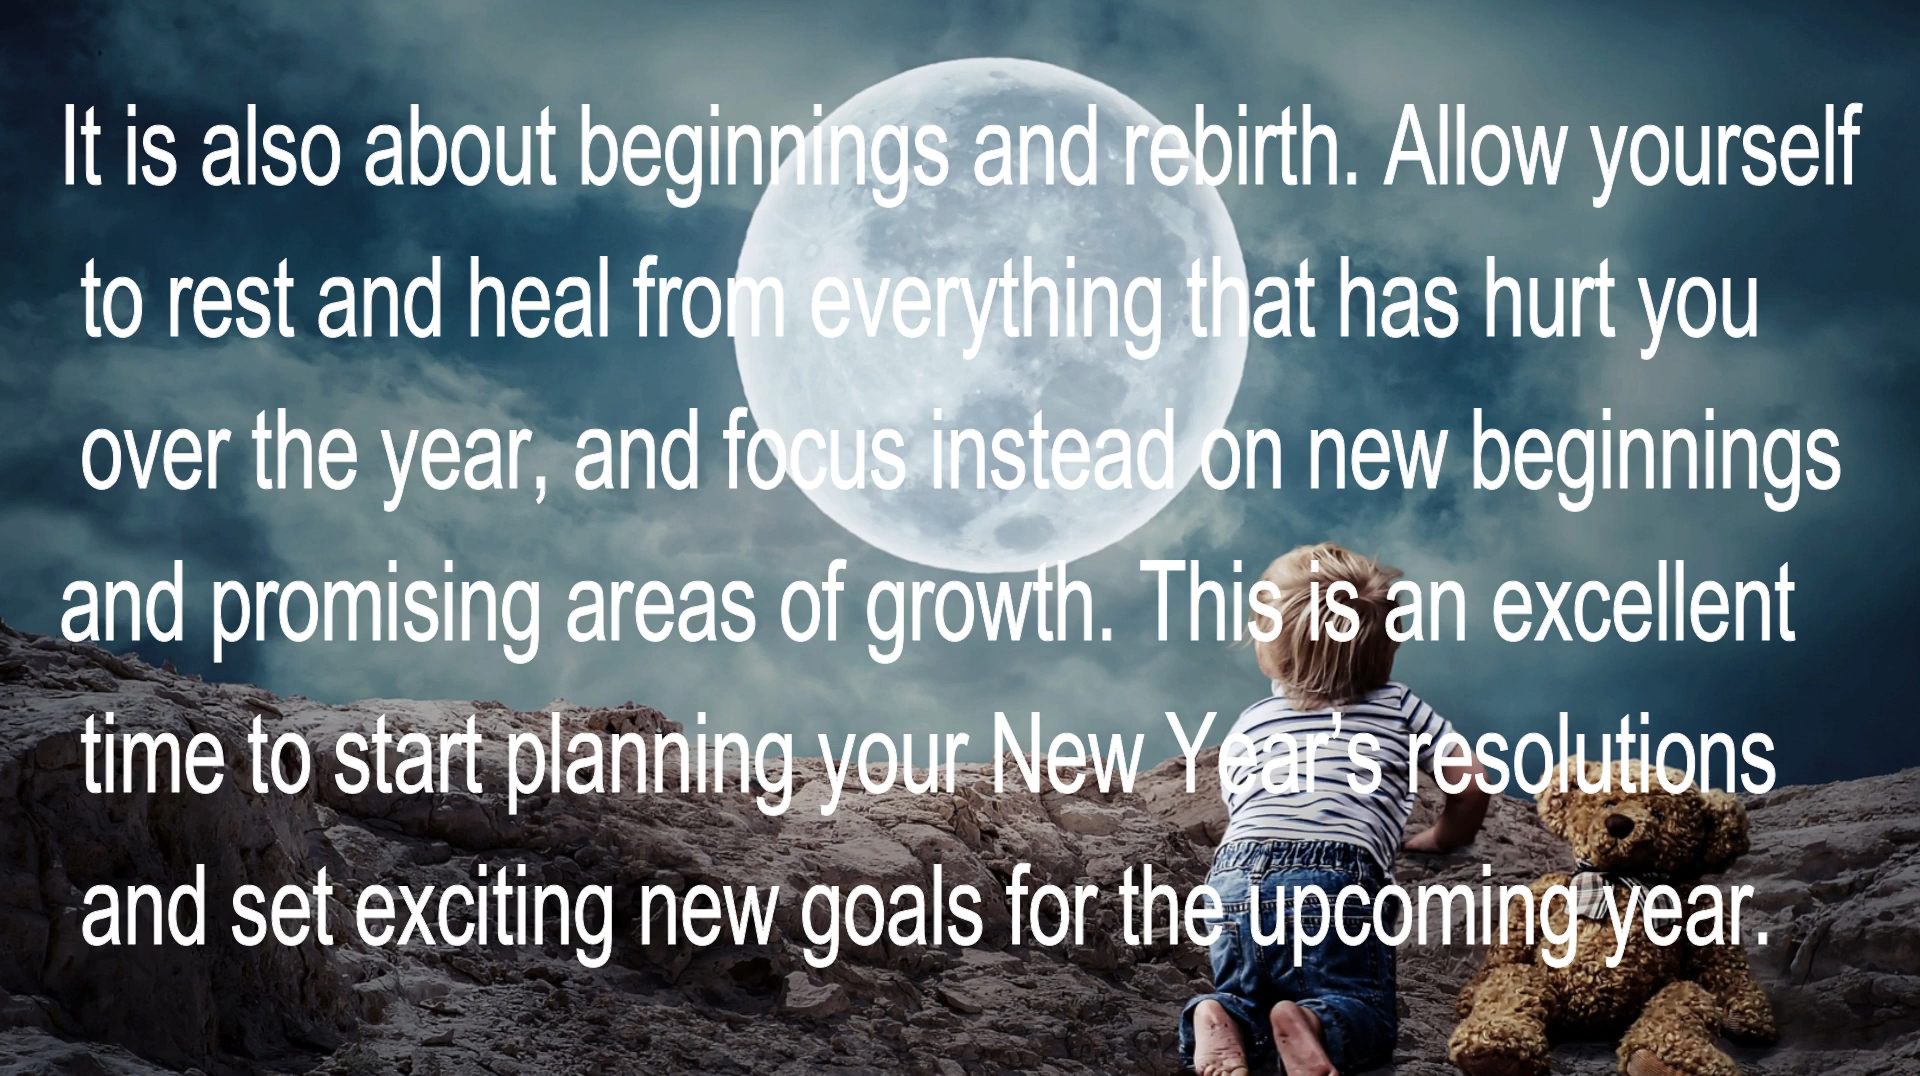 It is also about beginnings and rebirth. Allow yourself
to rest and heal from everything that has hurt you
over the year, and focus instead on new beginnings
and promising areas of growth. This is an excellent
time to start planning your New Year’s resolutions
and set exciting new goals for the upcoming year.